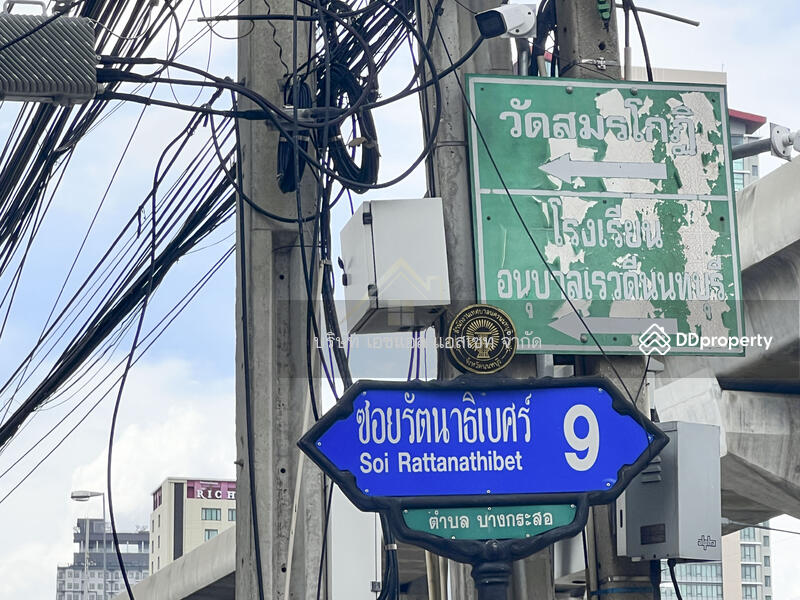 วัดสมรโกฏิ
โรงเรียน
อนุบาลเรวดีนนทบุรี
DDproperty
บริษัท เอชแอล แอสเซท จำกัด
ซอยรัตนาธิเบศร์ 9
Soi Rattanathibet
ตำบล บางกระสอ
RICH
alpha